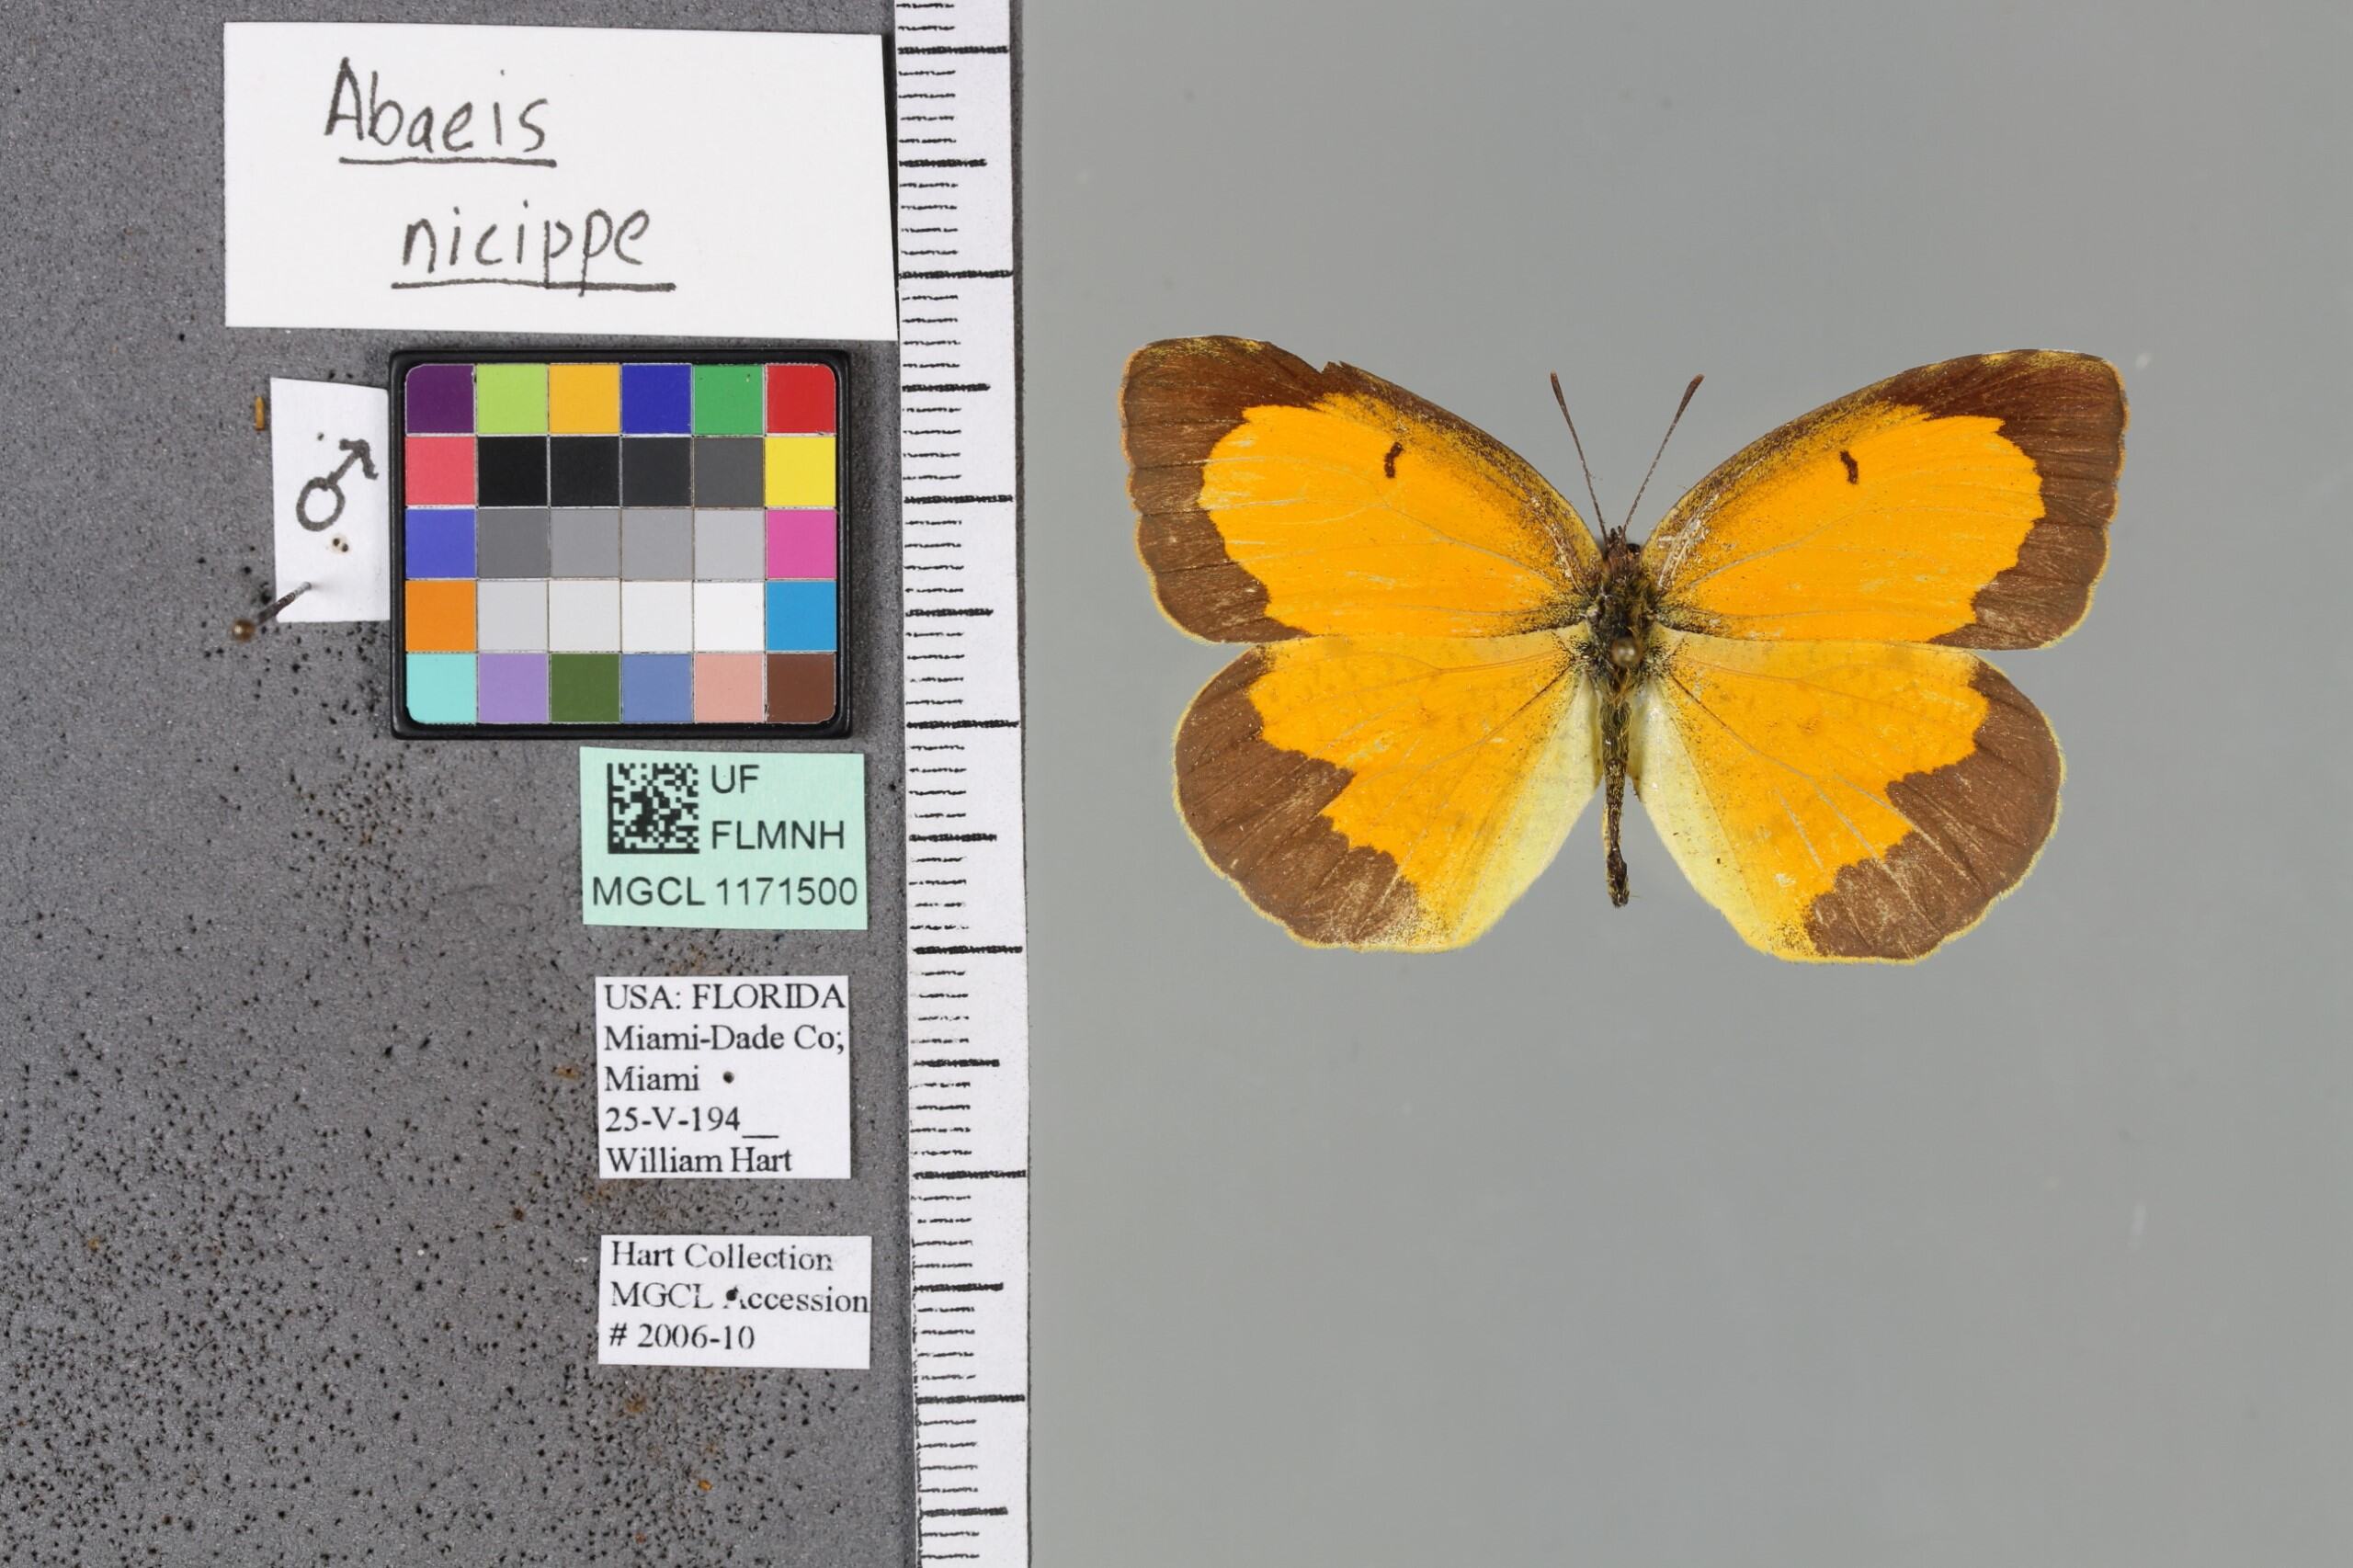 Abaeis
nicippe
♂
UF
FLMNH
MGCL 1171500
USA: FLORIDA
Miami-Dade Co;
Miami
25-V-194__
William Hart
Hart Collection
MGCL Accession
# 2006-10